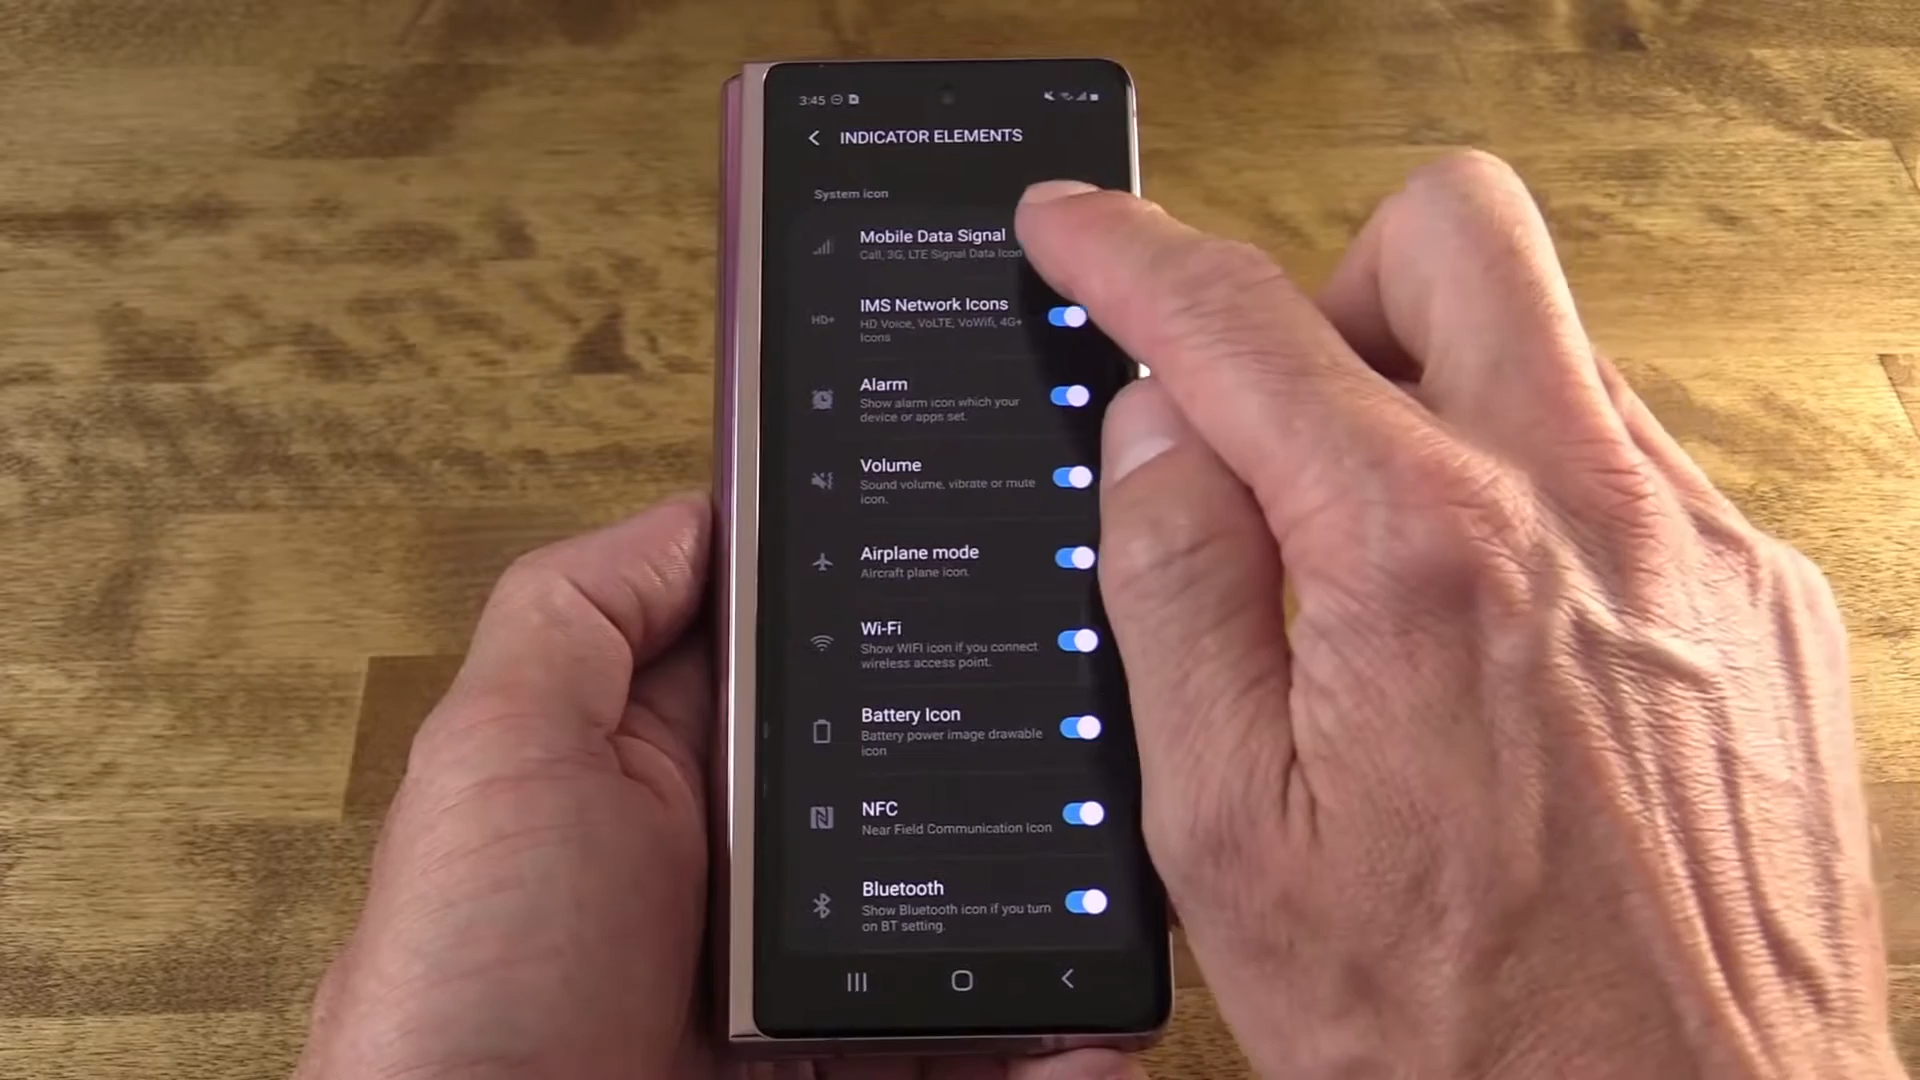 3:45
INDICATOR ELEMENTS
System icon
Mobile Data Signal
Call, 3G, LTE Signal Data Icon
HD+
IMS Network Icons
HD Voice, VoLTE, VoWifi, 4G+
Icons
Alarm
Show alarm icon which your
device or apps set.
Volume
Sound volume, vibrate or mute
icon.
Airplane mode
Aircraft plane icon.
Wi-Fi
Show WIFI icon if you connect
wireless access point.
Battery Icon
Battery power image drawable
icon
NFC
Near Field Communication Icon
Bluetooth
Show Bluetooth icon if you turn
on BT setting.